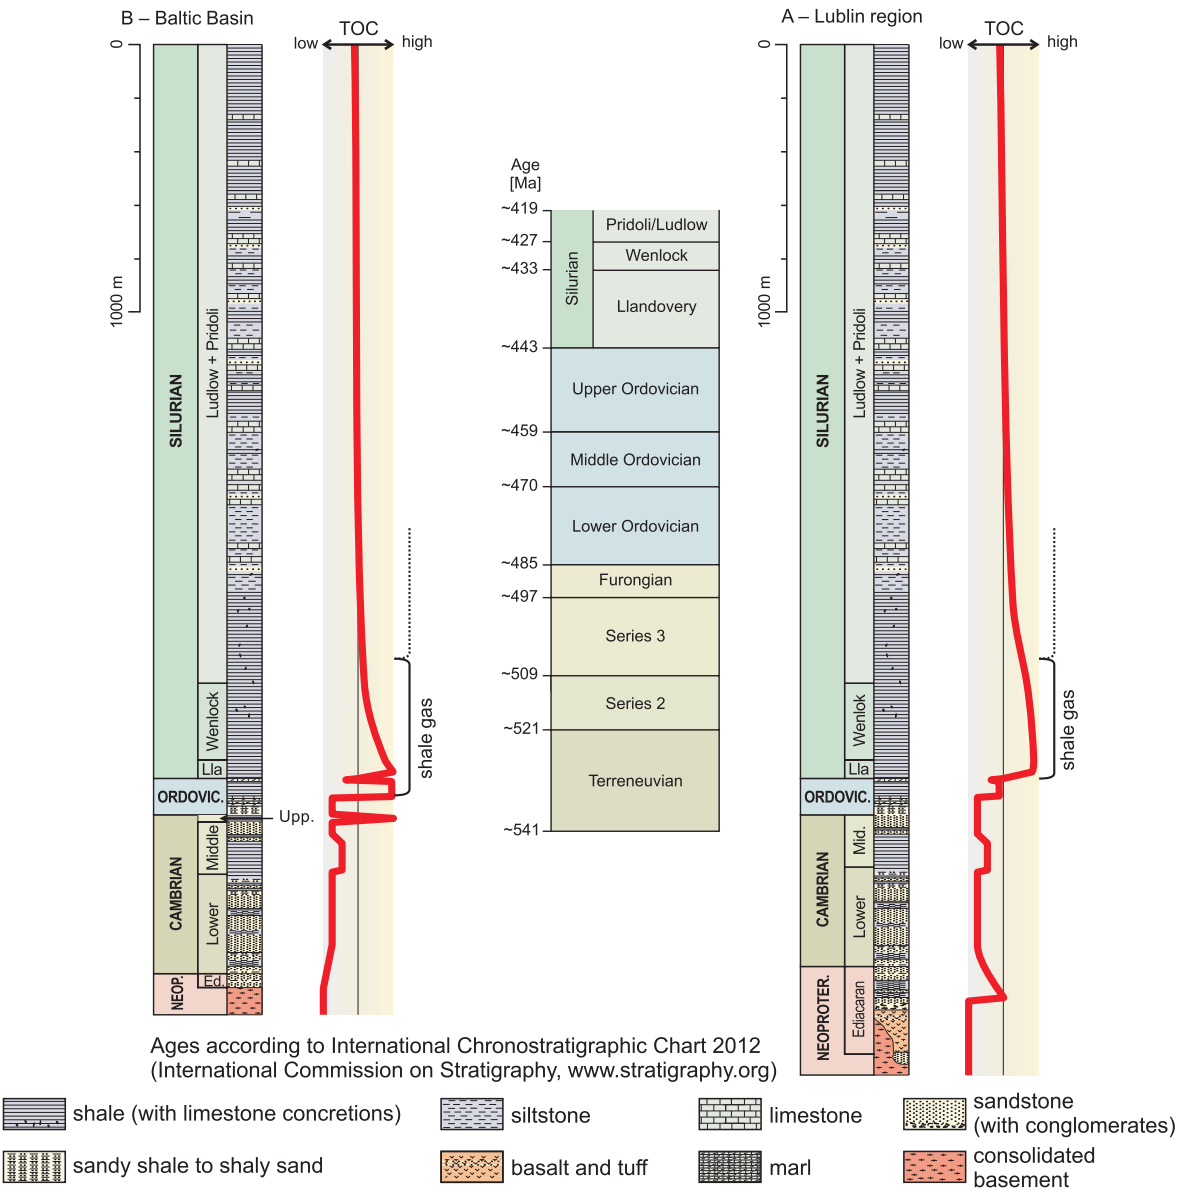 B – Baltic Basin
TOC
low
high
0
1000 m
SILURIAN
Ludlow + Pridoli
Wenlock
Lla
ORDOVIC.
Upp.
CAMBRIAN
Middle
Lower
NEOP.
Ed.
shale gas
Age
[Ma]
~419
~427
~433
~443
~459
~470
~485
~497
~509
~521
~541
Silurian
Pridoli/Ludlow
Wenlock
Llandovery
Upper Ordovician
Middle Ordovician
Lower Ordovician
Furongian
Series 3
Series 2
Terreneuvian
A – Lublin region
TOC
low
high
0
1000 m
SILURIAN
Ludlow + Pridoli
Wenlok
Lla
ORDOVIC.
CAMBRIAN
Mid.
Lower
NEOPROTER.
Ediacaran
shale gas
Ages according to International Chronostratigraphic Chart 2012
(International Commission on Stratigraphy, www.stratigraphy.org)
shale (with limestone concretions)
siltstone
limestone
sandstone
(with conglomerates)
sandy shale to shaly sand
basalt and tuff
marl
consolidated
basement